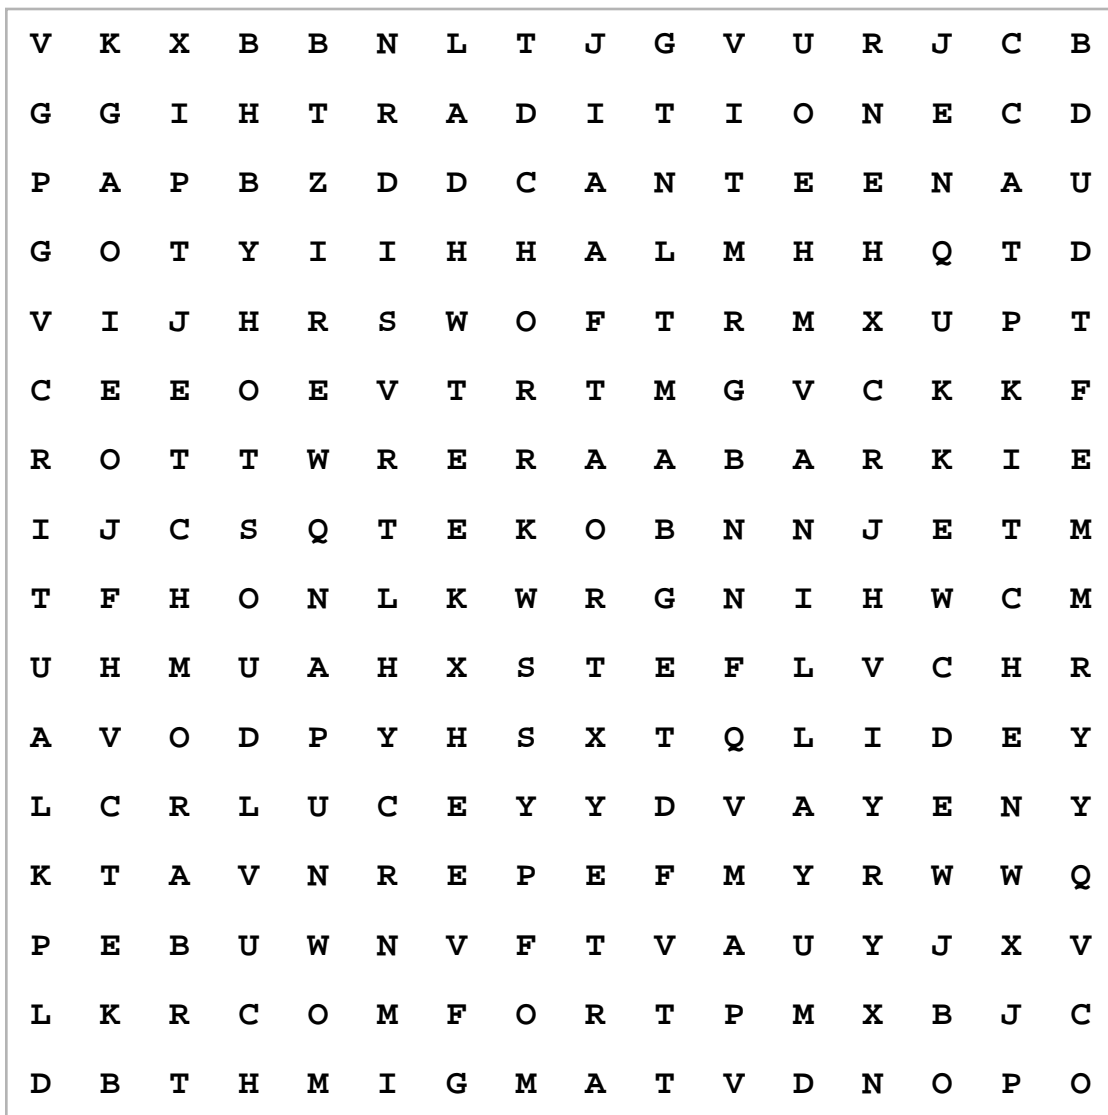 V K X B B N L T J G V U R J C B
G G I H T R A D I T I O N E C D
P A P B Z D D C A N T E E N A U
G O T Y I I H H A L M H H Q T D
V I J H R S W O F T R M X U P T
C E E O E V T R T M G V C K K F
R O T T W R E R A A B A R K I E
I J C S Q T E K O B N N J E T M
T F H O N L K W R G N I H W C M
U H M U A H X S T E F L V C H R
A V O D P Y H S X T Q L I D E Y
L C R L U C E Y Y D V A Y E N Y
K T A V N R E P E F M Y R W W Q
P E B U W N V F T V A U Y J X V
L K R C O M F O R T P M X B J C
D B T H M I G M A T V D N O P O